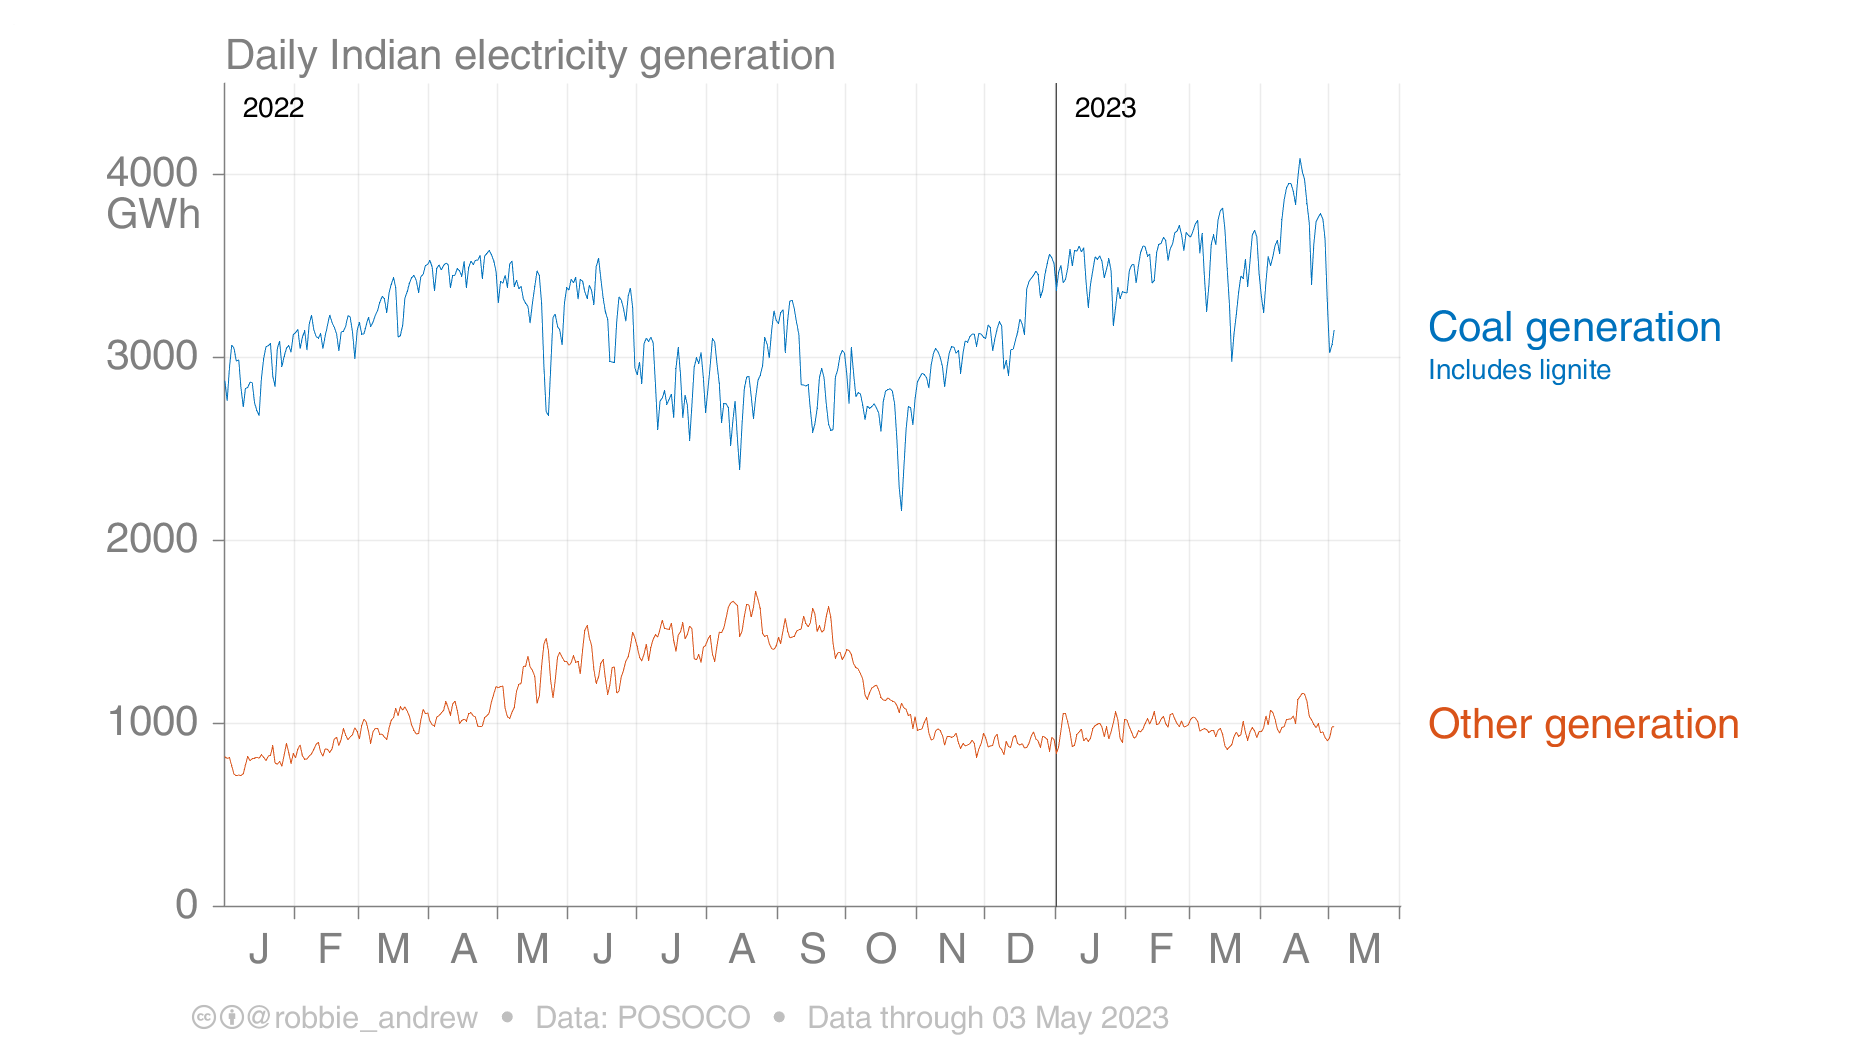 Daily Indian electricity generation
2022
2023
4000
GWh
3000
2000
1000
0
Coal generation
Includes lignite
Other generation
J F M A M J J A S O N D J F M A M
cc @robbie_andrew • Data: POSOCO • Data through 03 May 2023